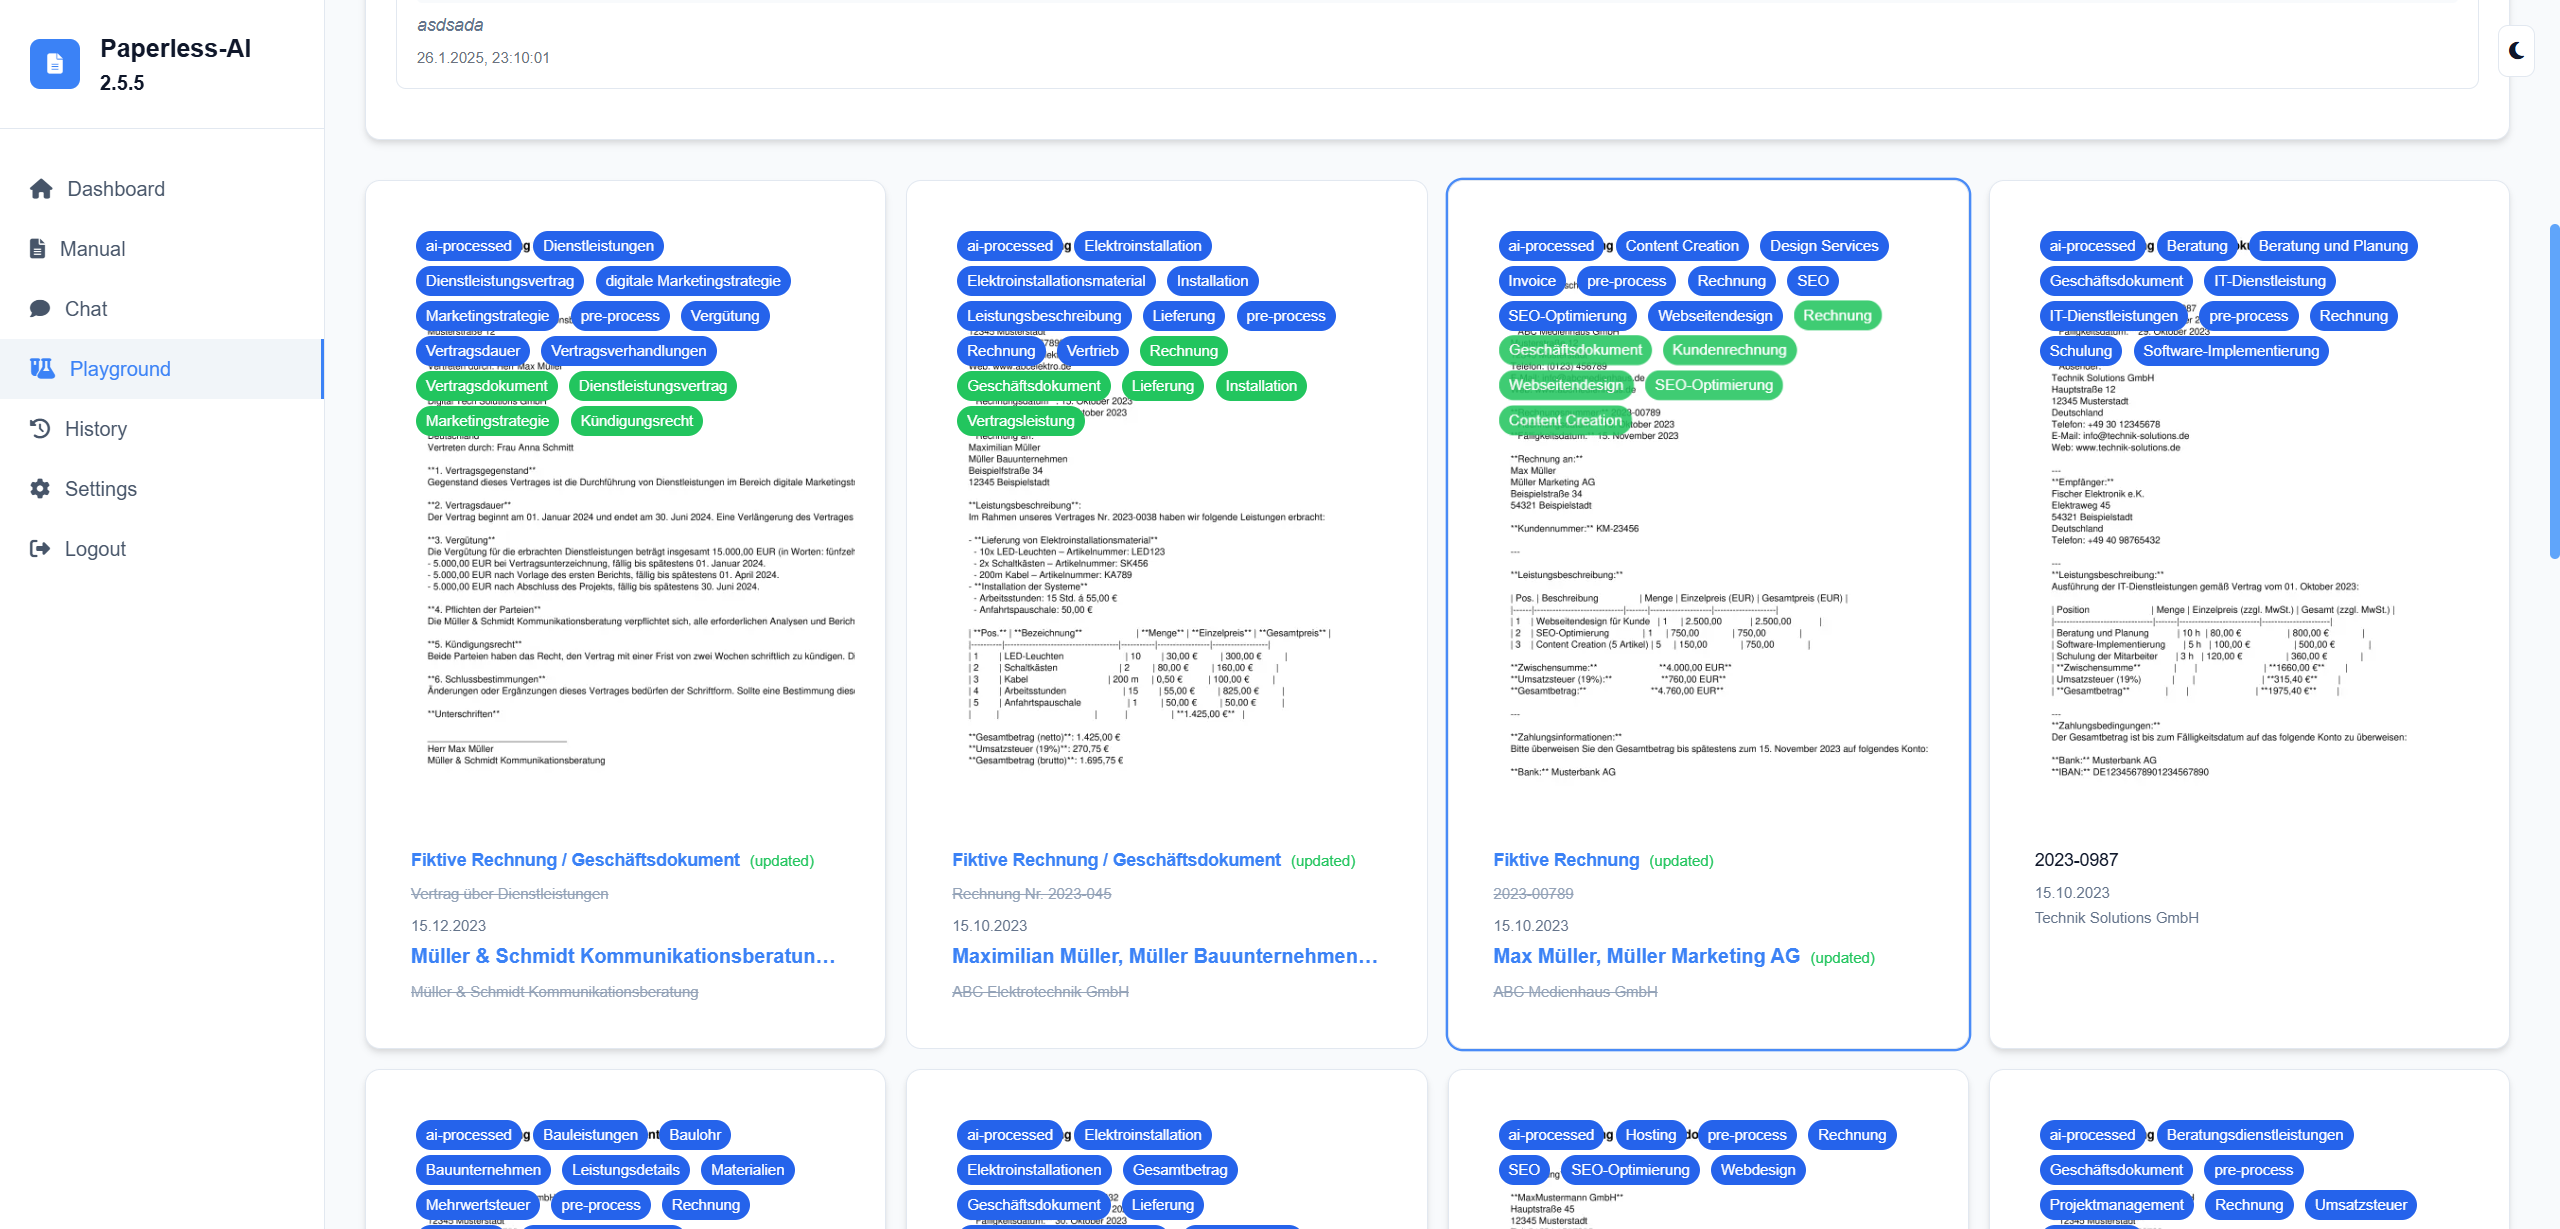 Paperless-AI
2.5.5
Dashboard
Manual
Chat
Playground
History
Settings
Logout
asdsada
26.1.2025, 23:10:01
ai-processed Dienstleistungen
Dienstleistungsvertrag digitale Marketingstrategie
Marketingstrategie pre-process Vergütung
Vertragsdauer Vertragsverhandlungen
Vertragsdokument Dienstleistungsvertrag
Marketingstrategie Kündigungsrecht
Vertreten durch: Frau Anna Schmitt
**1. Vertragsgegenstand**
Gegenstand dieses Vertrages ist die Durchführung von Dienstleistungen im Bereich digitale Marketingst
**2. Vertragsdauer**
Der Vertrag beginnt am 01. Januar 2024 und endet am 30. Juni 2024. Eine Verlängerung des Vertrages
**3. Vergütung**
Die Vergütung für die erbrachten Dienstleistungen beträgt insgesamt 15.000,00 EUR (in Worten: fünfzeh
- 5.000,00 EUR bei Vertragsunterzeichnung, fällig bis spätestens 01. Januar 2024.
- 5.000,00 EUR nach Vorlage des ersten Berichts, fällig bis spätestens 01. April 2024.
- 5.000,00 EUR nach Abschluss des Projekts, fällig bis spätestens 30. Juni 2024.
**4. Pflichten der Parteien**
Die Müller & Schmidt Kommunikationsberatung verpflichtet sich, alle erforderlichen Analysen und Berich
**5. Kündigungsrecht**
Beide Parteien haben das Recht, den Vertrag mit einer Frist von zwei Wochen schriftlich zu kündigen. Di
**6. Schlussbestimmungen**
Änderungen oder Ergänzungen dieses Vertrages bedürfen der Schriftform. Sollte eine Bestimmung dies
**Unterschriften**
Herr Max Müller
Müller & Schmidt Kommunikationsberatung
Fiktive Rechnung / Geschäftsdokument (updated)
Vertrag über Dienstleistungen
15.12.2023
Müller & Schmidt Kommunikationsberatun...
Müller & Schmidt Kommunikationsberatung
ai-processed Elektroinstallation
Elektroinstallationsmaterial Installation
Leistungsbeschreibung Lieferung pre-process
Rechnung Vertrieb Rechnung
Web: www.abcelektro.de
Geschäftsdokument Lieferung Installation
Vertragsleistung
Maximilian Müller
Müller Bauunternehmen
Beispielfstraße 34
12345 Beispielstadt
**Leistungsbeschreibung**:
Im Rahmen unseres Vertrages Nr. 2023-0038 haben wir folgende Leistungen erbracht:
- **Lieferung von Elektroinstallationsmaterial**
- 10x LED-Leuchten – Artikelnummer: LED123
- 2x Schaltkästen – Artikelnummer: SK456
- 200m Kabel – Artikelnummer: KA789
- **Installation der Systeme**
- Arbeitsstunden: 15 Std. á 55,00 €
- Anfahrtspauschale: 50,00 €
| **Pos.** | **Bezeichnung** | **Menge** | **Einzelpreis** | **Gesamtpreis** |
| 1 | LED-Leuchten | 10 | 30,00 € | 300,00 € |
| 2 | Schaltkästen | 2 | 80,00 € | 160,00 € |
| 3 | Kabel | 200 m | 0,50 € | 100,00 € |
| 4 | Arbeitsstunden | 15 | 55,00 € | 825,00 € |
| 5 | Anfahrtspauschale | 1 | 50,00 € | 50,00 € |
| | | | | **1.425,00 €** |
**Gesamtbetrag (netto)**: 1.425,00 €
**Umsatzsteuer (19%)**: 270,75 €
**Gesamtbetrag (brutto)**: 1.695,75 €
Fiktive Rechnung / Geschäftsdokument (updated)
Rechnung Nr. 2023-045
15.10.2023
Maximilian Müller, Müller Bauunternehmen...
ABC Elektrotechnik GmbH
ai-processed Content Creation Design Services
Invoice pre-process Rechnung SEO
SEO-Optimierung Webseitendesign Rechnung
Geschäftsdokument Kundenrechnung
Telefon: (0123) 456789
Webseitendesign SEO-Optimierung
Content Creation
**Fälligkeitsdatum:** 15. November 2023
**Rechnung an:**
Max Müller
Müller Marketing AG
Beispielstraße 34
54321 Beispielstadt
**Kundennummer:** KM-23456
---
**Leistungsbeschreibung:**
| Pos. | Beschreibung | Menge | Einzelpreis (EUR) | Gesamtpreis (EUR) |
| 1 | Webseitendesign für Kunde | 1 | 2.500,00 | 2.500,00 |
| 2 | SEO-Optimierung | 1 | 750,00 | 750,00 |
| 3 | Content Creation (5 Artikel) | 5 | 150,00 | 750,00 |
**Zwischensumme:** **4.000,00 EUR**
**Umsatzsteuer (19%):** **760,00 EUR**
**Gesamtbetrag:** **4.760,00 EUR**
---
**Zahlungsinformationen:**
Bitte überweisen Sie den Gesamtbetrag bis spätestens zum 15. November 2023 auf folgendes Konto:
**Bank:** Musterbank AG
Fiktive Rechnung (updated)
2023-00789
15.10.2023
Max Müller, Müller Marketing AG (updated)
ABC Medienhaus GmbH
ai-processed Beratung Beratung und Planung
Geschäftsdokument IT-Dienstleistung
IT-Dienstleistungen pre-process Rechnung
Schulung Software-Implementierung
Technik Solutions GmbH
Hauptstraße 12
12345 Musterstadt
Deutschland
Telefon: +49 30 12345678
E-Mail: info@technik-solutions.de
Web: www.technik-solutions.de
---
**Empfänger:**
Fischer Elektronik e.K.
Elektraweg 45
54321 Beispielstadt
Deutschland
Telefon: +49 40 98765432
---
**Leistungsbeschreibung:**
Ausführung der IT-Dienstleistungen gemäß Vertrag vom 01. Oktober 2023:
| Position | Menge | Einzelpreis (zzgl. MwSt.) | Gesamt (zzgl. MwSt.) |
| Beratung und Planung | 10 h | 80,00 € | 800,00 € |
| Software-Implementierung | 5 h | 100,00 € | 500,00 € |
| Schulung der Mitarbeiter | 3 h | 120,00 € | 360,00 € |
| **Zwischensumme** | | | **1660,00 €** |
| Umsatzsteuer (19%) | | | **315,40 €** |
| **Gesamtbetrag** | | | **1975,40 €** |
---
**Zahlungsbedingungen:**
Der Gesamtbetrag ist bis zum Fälligkeitsdatum auf das folgende Konto zu überweisen:
**Bank:** Musterbank AG
**IBAN:** DE12345678901234567890
2023-0987
15.10.2023
Technik Solutions GmbH
ai-processed Bauleistungen Baulohr
Bauunternehmen Leistungsdetails Materialien
Mehrwertsteuer pre-process Rechnung
ai-processed Elektroinstallation
Elektroinstallationen Gesamtbetrag
Geschäftsdokument Lieferung
ai-processed Hosting pre-process Rechnung
SEO SEO-Optimierung Webdesign
**MaxMustermann GmbH**
Hauptstraße 45
12345 Musterstadt
ai-processed Beratungsdienstleistungen
Geschäftsdokument pre-process
Projektmanagement Rechnung Umsatzsteuer